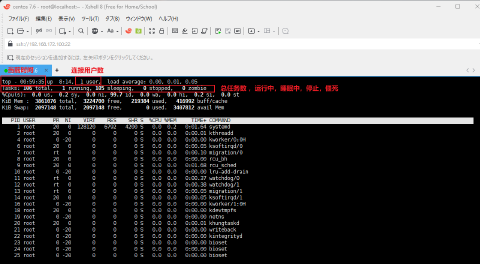 centos 7.6 - root@localhost:~ - Xshell 8 (Free for Home/School)
ファイル(F) 編集(E) 表示(V) ツール(T) タブ(B) ウィンドウ(W) ヘルプ(H)
连接用户数
top - 00:59:35 up 8:14, 1 user, load average: 0.00, 0.01, 0.05
Tasks: 106 total, 1 running, 105 sleeping, 0 stopped, 0 zombie 总任务数，运行中，睡眠中，停止，僵死
%Cpu(s): 0.0 us, 0.2 sy, 0.0 ni, 99.7 id, 0.0 wa, 0.0 hi, 0.2 si, 0.0 st
KiB Mem : 3861076 total, 3224700 free, 219384 used, 416992 buff/cache
KiB Swap: 2097148 total, 2097148 free, 0 used. 3407812 avail Mem
PID USER PR NI VIRT RES SHR S %CPU %MEM TIME+ COMMAND
1 root 20 0 128120 6702 4200 S 0.0 0.2 0:01.64 systemd
2 root 20 0 0 0 0 S 0.0 0.0 0:00.01 kthreadd
4 root 0 -20 0 0 0 S 0.0 0.0 0:00.00 kworker/0:0H
6 root 20 0 0 0 0 S 0.0 0.0 0:00.05 ksoftirqd/0
7 root rt 0 0 0 0 S 0.0 0.0 0:00.10 migration/0
8 root 20 0 0 0 0 S 0.0 0.0 0:00.00 rcu_bh
9 root 20 0 0 0 0 S 0.0 0.0 0:01.68 rcu_sched
10 root 0 -20 0 0 0 S 0.0 0.0 0:00.00 lru-add-drain
11 root rt 0 0 0 0 S 0.0 0.0 0:00.37 watchdog/0
12 root rt 0 0 0 0 S 0.0 0.0 0:00.38 watchdog/1
13 root rt 0 0 0 0 S 0.0 0.0 0:00.05 migration/1
14 root 20 0 0 0 0 S 0.0 0.0 0:00.05 ksoftirqd/1
16 root 0 -20 0 0 0 S 0.0 0.0 0:00.00 kworker/1:0H
18 root 20 0 0 0 0 S 0.0 0.0 0:00.00 kdevtmpfs
19 root 0 -20 0 0 0 S 0.0 0.0 0:00.00 netns
20 root 20 0 0 0 0 S 0.0 0.0 0:00.01 khungtaskd
21 root 0 -20 0 0 0 S 0.0 0.0 0:00.00 writeback
22 root 0 -20 0 0 0 S 0.0 0.0 0:00.00 kintegrityd
23 root 0 -20 0 0 0 S 0.0 0.0 0:00.00 bioset
24 root 0 -20 0 0 0 S 0.0 0.0 0:00.00 bioset
25 root 0 -20 0 0 0 S 0.0 0.0 0:00.00 bioset